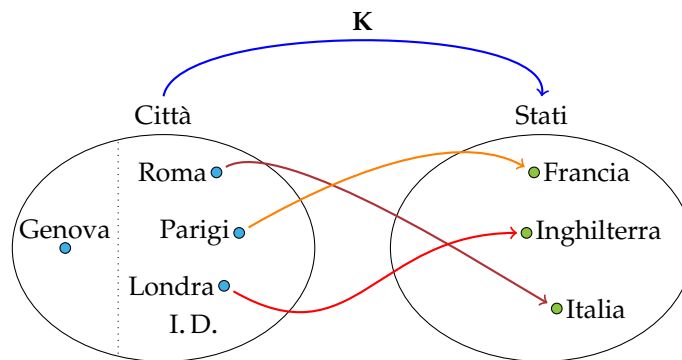 K
Città
Stati
Roma
Francia
Genova
Parigi
Inghilterra
Londra
Italia
I. D.